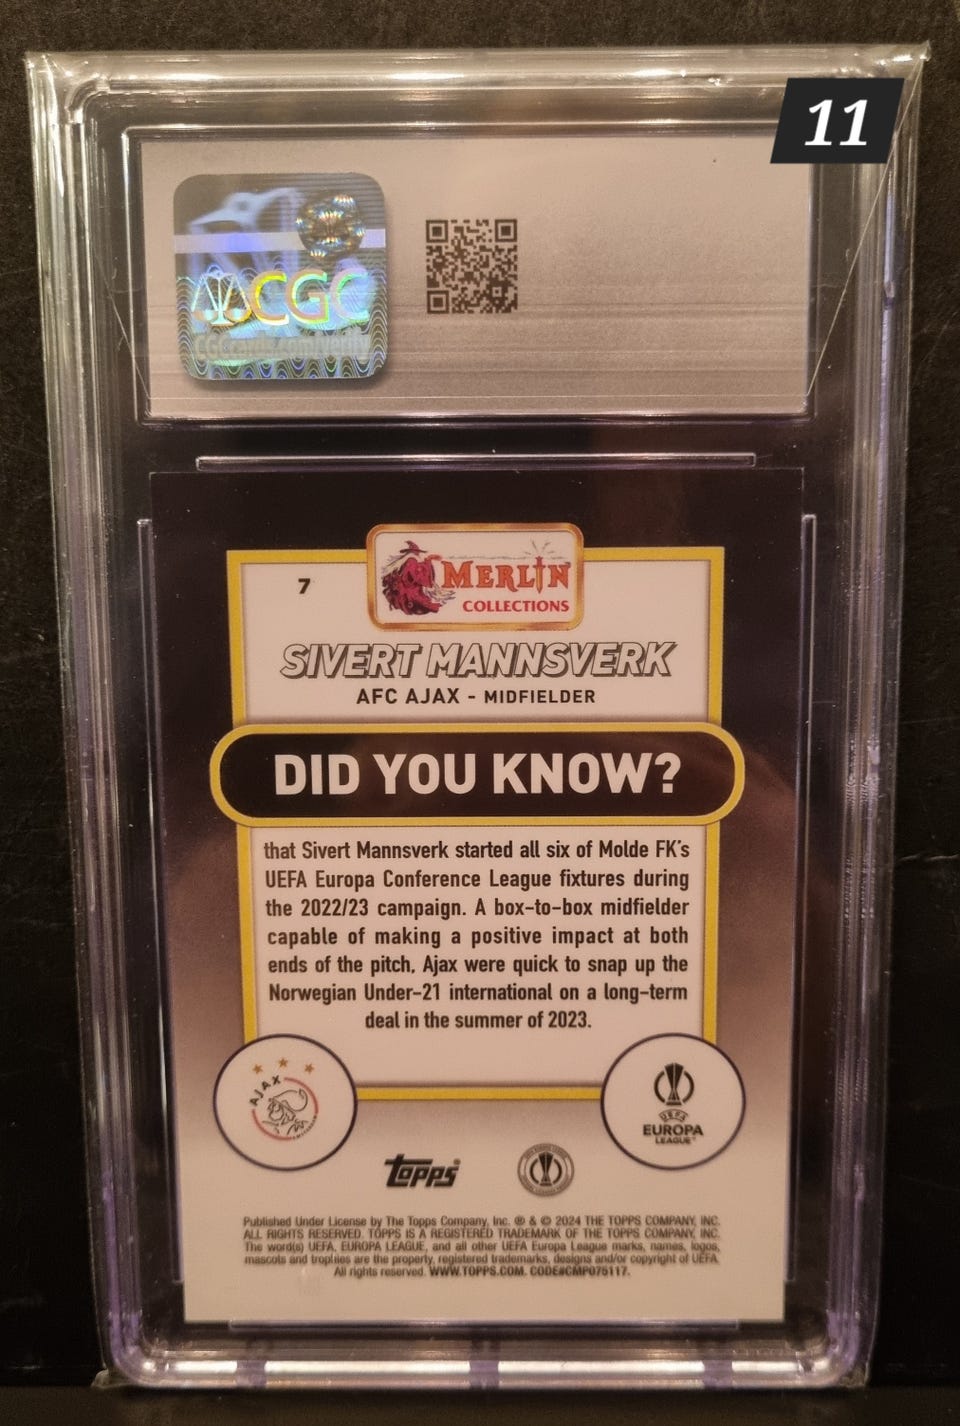 11
CGC
CGCcards.com/verify
7
MERLIN
COLLECTIONS
SIVERT MANNSVERK
AFC AJAX - MIDFIELDER
DID YOU KNOW?
that Sivert Mannsverk started all six of Molde FK's
UEFA Europa Conference League fixtures during
the 2022/23 campaign. A box-to-box midfielder
capable of making a positive impact at both
ends of the pitch, Ajax were quick to snap up the
Norwegian Under-21 international on a long-term
deal in the summer of 2023.
AJAX
UEFA
EUROPA
LEAGUE
Topps
Published Under License by The Topps Company, Inc. ® & © 2024 THE TOPPS COMPANY, INC.
ALL RIGHTS RESERVED. TOPPS IS A REGISTERED TRADEMARK OF THE TOPPS COMPANY, INC.
The word(s) UEFA, EUROPA LEAGUE, and all other UEFA Europa League marks, names, logos,
mascots and trophies are the property, registered trademarks, designs and/or copyright of UEFA.
All rights reserved. WWW.TOPPS.COM. CODE#CMP075117.